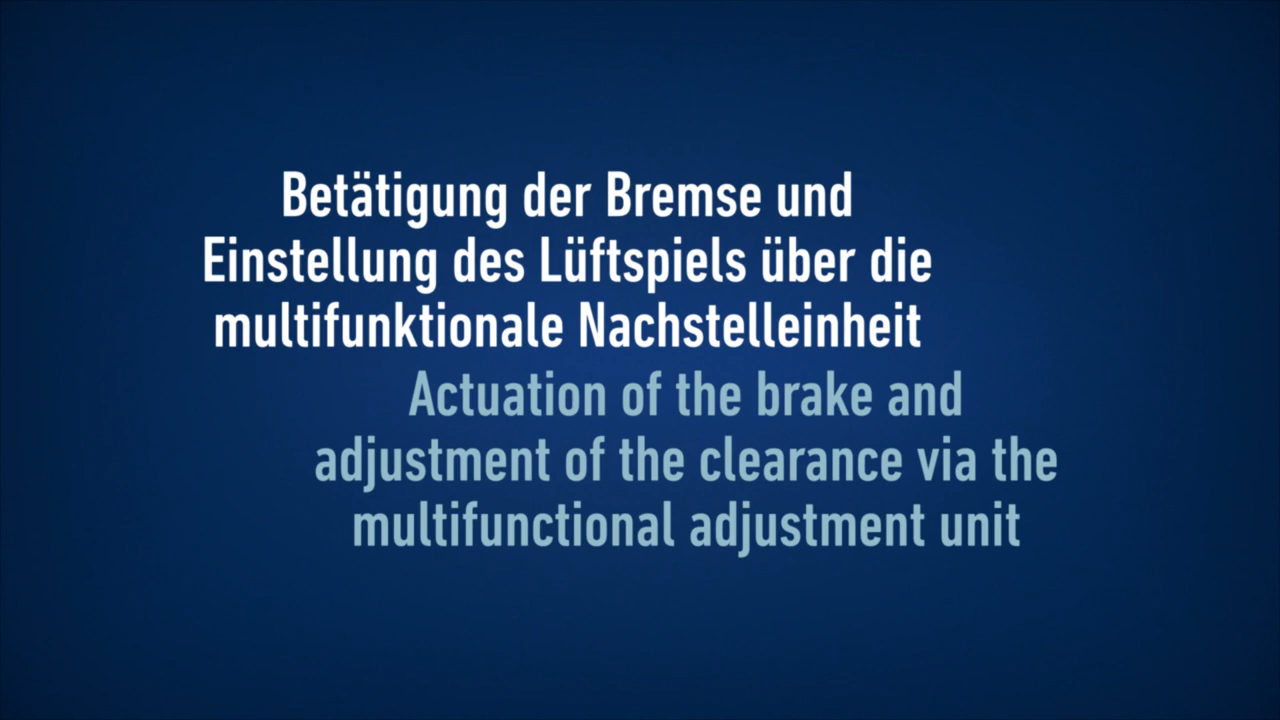 Betätigung der Bremse und
Einstellung des Lüftspiels über die
multifunktionale Nachstelleinheit
Actuation of the brake and
adjustment of the clearance via the
multifunctional adjustment unit